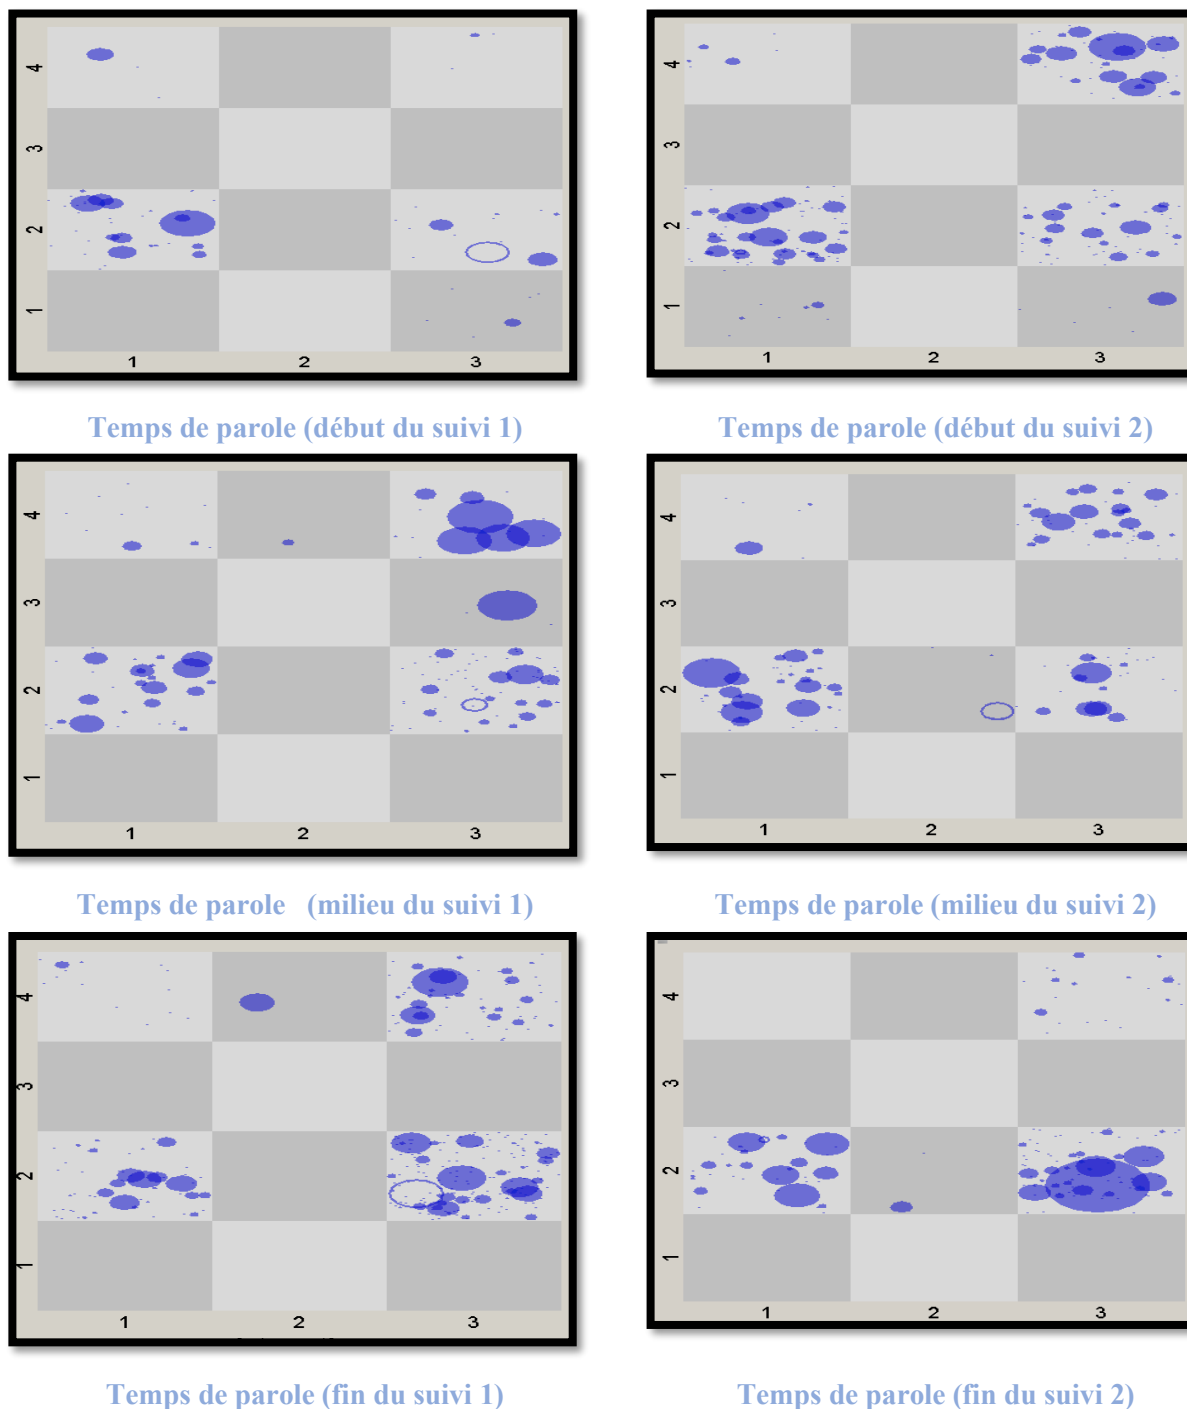 4
3
2
1
1 2 3
4
3
2
1
1 2 3
Temps de parole (début du suivi 1)
Temps de parole (début du suivi 2)
4
3
2
1
1 2 3
4
3
2
1
1 2 3
Temps de parole (milieu du suivi 1)
Temps de parole (milieu du suivi 2)
4
3
2
1
1 2 3
4
3
2
1
1 2 3
Temps de parole (fin du suivi 1)
Temps de parole (fin du suivi 2)